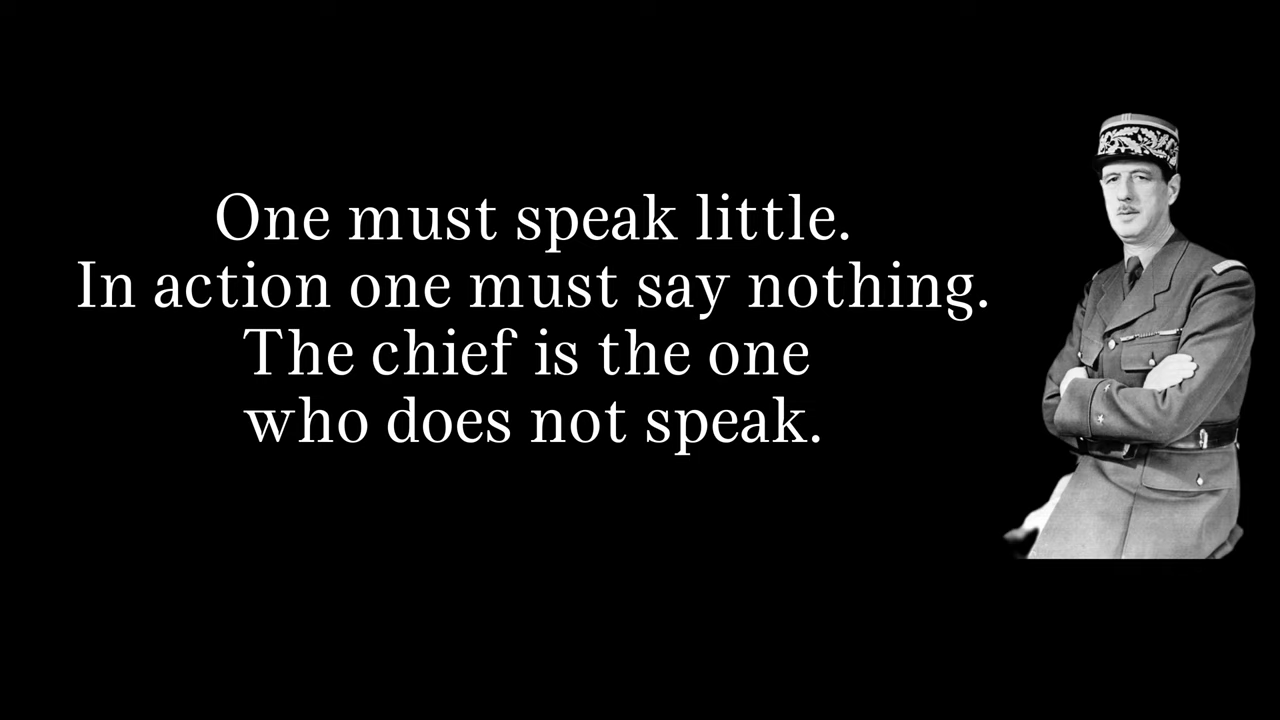 One must speak little.
In action one must say nothing.
The chief is the one
who does not speak.